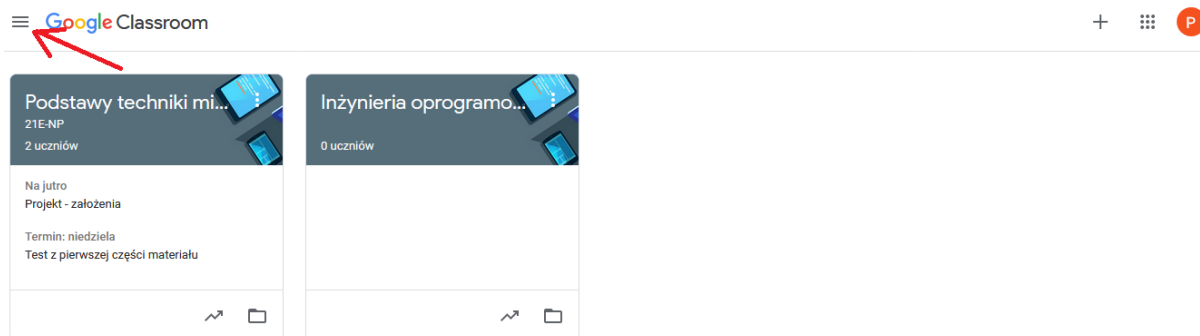 Google Classroom
P
Podstawy techniki mi...
21E-NP
2 uczniów
Inżynieria oprogramo...
0 uczniów
Na jutro
Projekt - założenia
Termin: niedziela
Test z pierwszej części materiału